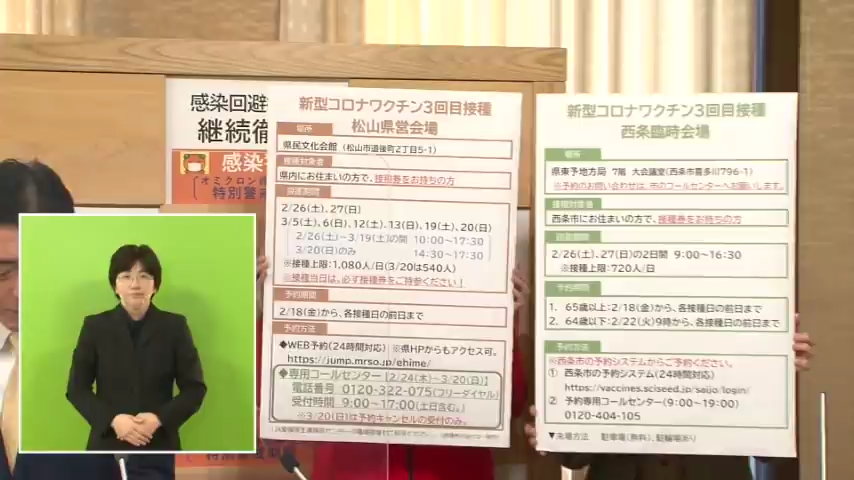 感染回避
継続
感染
オミクロン
特別警戒
新型コロナワクチン3回目接種
松山県営会場
場所
県民文化会館（松山市道後町2丁目5-1）
接種対象者
県内にお住まいの方で、接種券をお持ちの方
設置期間
2/26(土)、27(日)
3/5(土)、6(日)、12(土)、13(日)、19(土)、20(日)
2/26(土)～3/19(土)の間 10:00～17:30
3/20(日)のみ 14:30～17:30
※接種上限：1,080人/日(3/20は540人)
※接種当日は、必ず接種券をご持参ください！
予約期間
2/18(金)から、各接種日の前日まで
予約方法
◆WEB予約(24時間対応) ※県HPからもアクセス可。
https://jump.mrso.jp/ehime/
◆専用コールセンター【2/24(木)～3/20(日)】
電話番号 0120-322-075(フリーダイヤル)
受付時間 9:00～17:00(土日含む。)
※3/20(日)は予約キャンセルの受付のみ。
新型コロナワクチン3回目接種
西条臨時会場
場所
県東予地方局 7階 大会議室(西条市喜多川796-1)
※予約のお問い合わせは、市のコールセンターへお願いします。
接種対象者
西条市にお住まいの方で、接種券をお持ちの方
設置期間
2/26(土)、27(日)の2日間 9:00～16:30
※接種上限：720人/日
予約期間
1. 65歳以上：2/18(金)から、各接種日の前日まで
2. 64歳以下：2/22(火)9時から、各接種日の前日まで
予約方法
※西条市の予約システムからご予約ください。
① 西条市の予約システム(24時間対応)
https://vaccines.sciseed.jp/saijo/login/
② 予約専用コールセンター(9:00～19:00)
0120-404-105
▼来場方法 駐車場(無料)、駐輪場あり